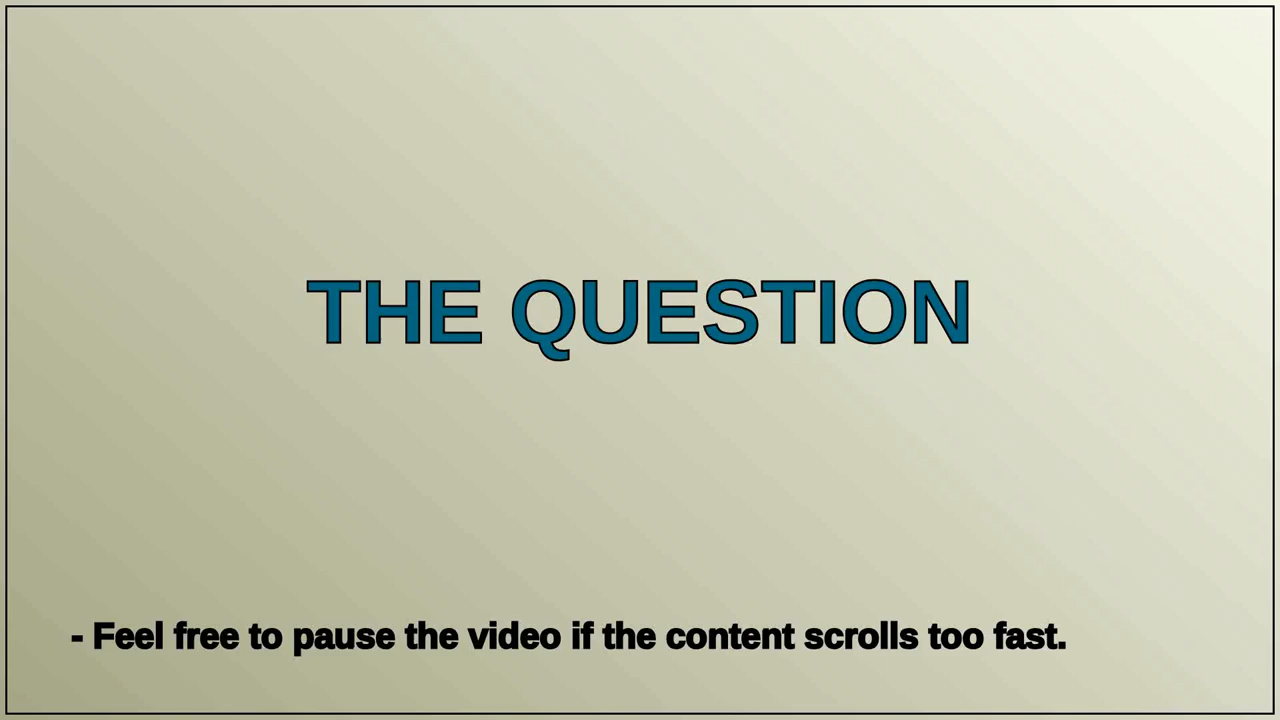 THE QUESTION
- Feel free to pause the video if the content scrolls too fast.